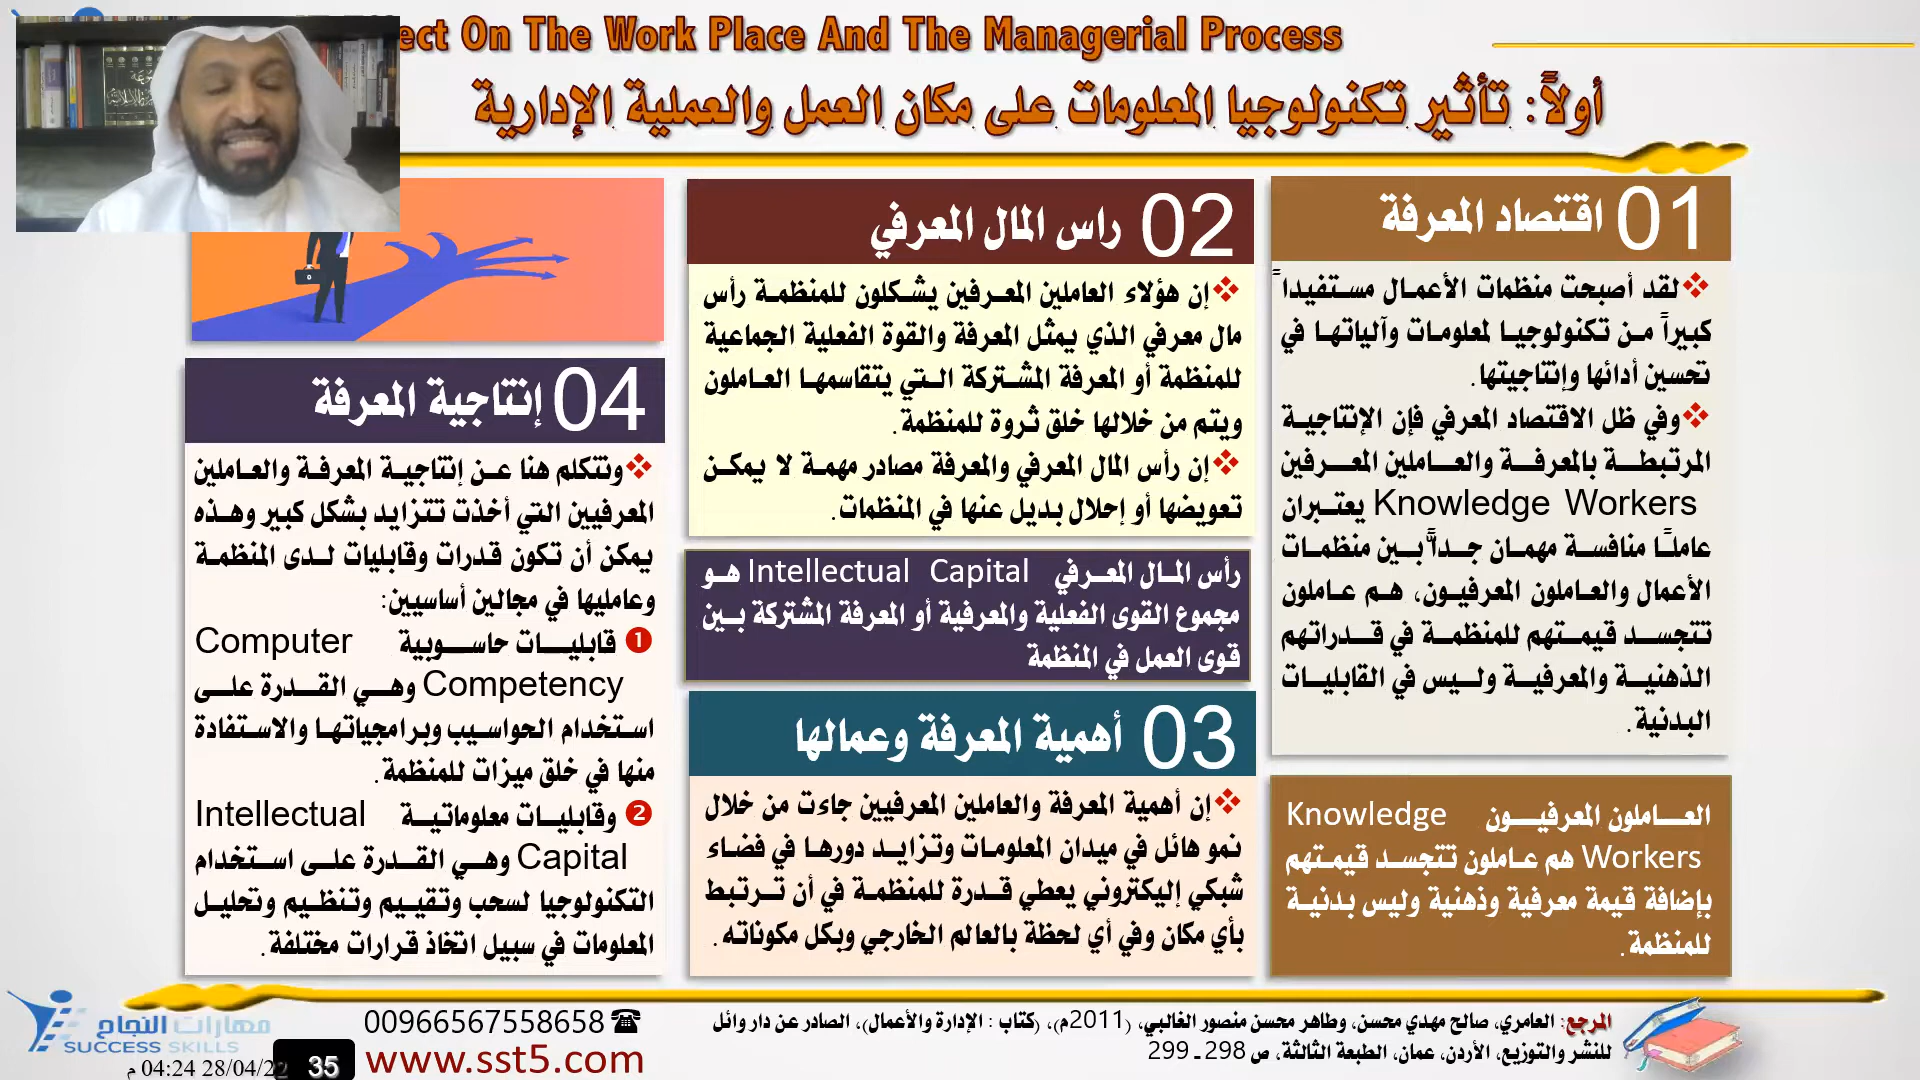 ect On The Work Place And The Managerial Process
أولاً: تأثير تكنولوجيا المعلومات على مكان العمل والعملية الإدارية
01 اقتصاد المعرفة
❖لقد أصبحت منظمات الأعمال مستفيداً
كبيراً من تكنولوجيا لمعلومات وآلياتها في
تحسين أدائها وإنتاجيتها.
❖وفي ظل الاقتصاد المعرفي فإن الإنتاجية
المرتبطة بالمعرفة والعاملين المعرفين
Knowledge Workers يعتبران
عاملًا منافسة مهمان جداً بين منظمات
الأعمال والعاملون المعرفيون، هم عاملون
تتجسد قيمتهم للمنظمة في قدراتهم
الذهنية والمعرفية وليس في القابليات
البدنية.
العاملون المعرفيون Knowledge
Workers هم عاملون تتجسد قيمتهم
بإضافة قيمة معرفية وذهنية وليس بدنية
للمنظمة.
02 راس المال المعرفي
❖إن هؤلاء العاملين المعرفين يشكلون للمنظمة رأس
مال معرفي الذي يمثل المعرفة والقوة الفعلية الجماعية
للمنظمة أو المعرفة المشتركة التي يتقاسمها العاملون
ويتم من خلالها خلق ثروة للمنظمة.
❖إن رأس المال المعرفي والمعرفة مصادر مهمة لا يمكن
تعويضها أو إحلال بديل عنها في المنظمات.
رأس المال المعرفي Intellectual Capital هو
مجموع القوى الفعلية والمعرفية أو المعرفة المشتركة بين
قوى العمل في المنظمة
03 أهمية المعرفة وعمالها
❖إن أهمية المعرفة والعاملين المعرفيين جاءت من خلال
نمو هائل في ميدان المعلومات وتزايد دورها في فضاء
شبكي إليكتروني يعطي قدرة للمنظمة في أن ترتبط
بأي مكان وفي أي لحظة بالعالم الخارجي وبكل مكوناته.
04 إنتاجية المعرفة
❖ونتكلم هنا عن إنتاجية المعرفة والعاملين
المعرفيين التي أخذت تتزايد بشكل كبير وهذه
يمكن أن تكون قدرات وقابليات لدى المنظمة
وعامليها في مجالين أساسيين:
❶ قابليات حاسوبية Computer
Competency وهي القدرة على
استخدام الحواسيب وبرامجياتها والاستفادة
منها في خلق ميزات للمنظمة.
❷ وقابليات معلوماتية Intellectual
Capital وهي القدرة على استخدام
التكنولوجيا لسحب وتقييم وتنظيم وتحليل
المعلومات في سبيل اتخاذ قرارات مختلفة.
المرجع: العامري، صالح مهدي محسن، وطاهر محسن منصور الغالبي، (2011م)، (كتاب : الإدارة والأعمال)، الصادر عن دار وائل
للنشر والتوزيع، الأردن، عمان، الطبعة الثالثة، ص 298 ـ 299
00966567558658 ☎
www.sst5.com
مهارات النجاح
SUCCESS SKILLS
35
28/04/22 04:24 م